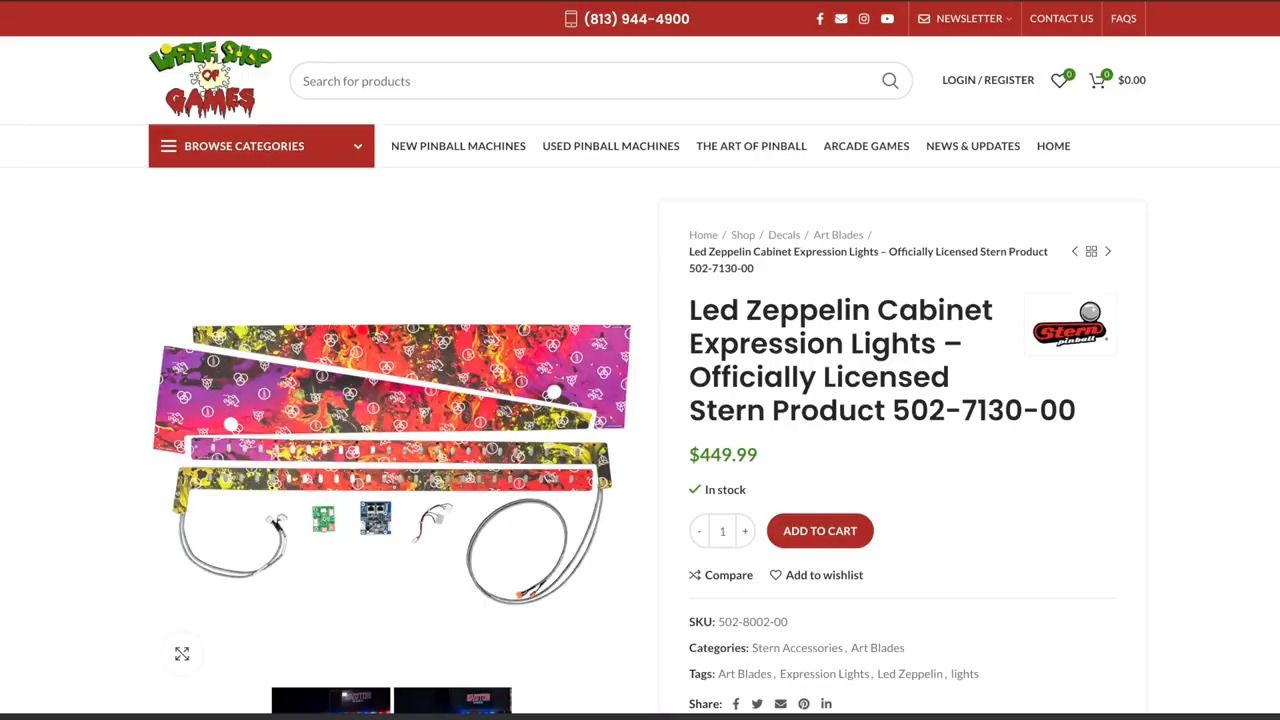 (813) 944-4900
NEWSLETTER
CONTACT US
FAQS
LITTLE SHOP
OF
GAMES
Search for products
LOGIN / REGISTER
0
0
$0.00
BROWSE CATEGORIES
NEW PINBALL MACHINES
USED PINBALL MACHINES
THE ART OF PINBALL
ARCADE GAMES
NEWS & UPDATES
HOME
Home / Shop / Decals / Art Blades /
Led Zeppelin Cabinet Expression Lights – Officially Licensed Stern Product
502-7130-00
Led Zeppelin Cabinet
Expression Lights –
Officially Licensed
Stern Product 502-7130-00
Stern
pinball
$449.99
In stock
- 1 +
ADD TO CART
Compare
Add to wishlist
SKU: 502-8002-00
Categories: Stern Accessories, Art Blades
Tags: Art Blades, Expression Lights, Led Zeppelin, lights
Share: